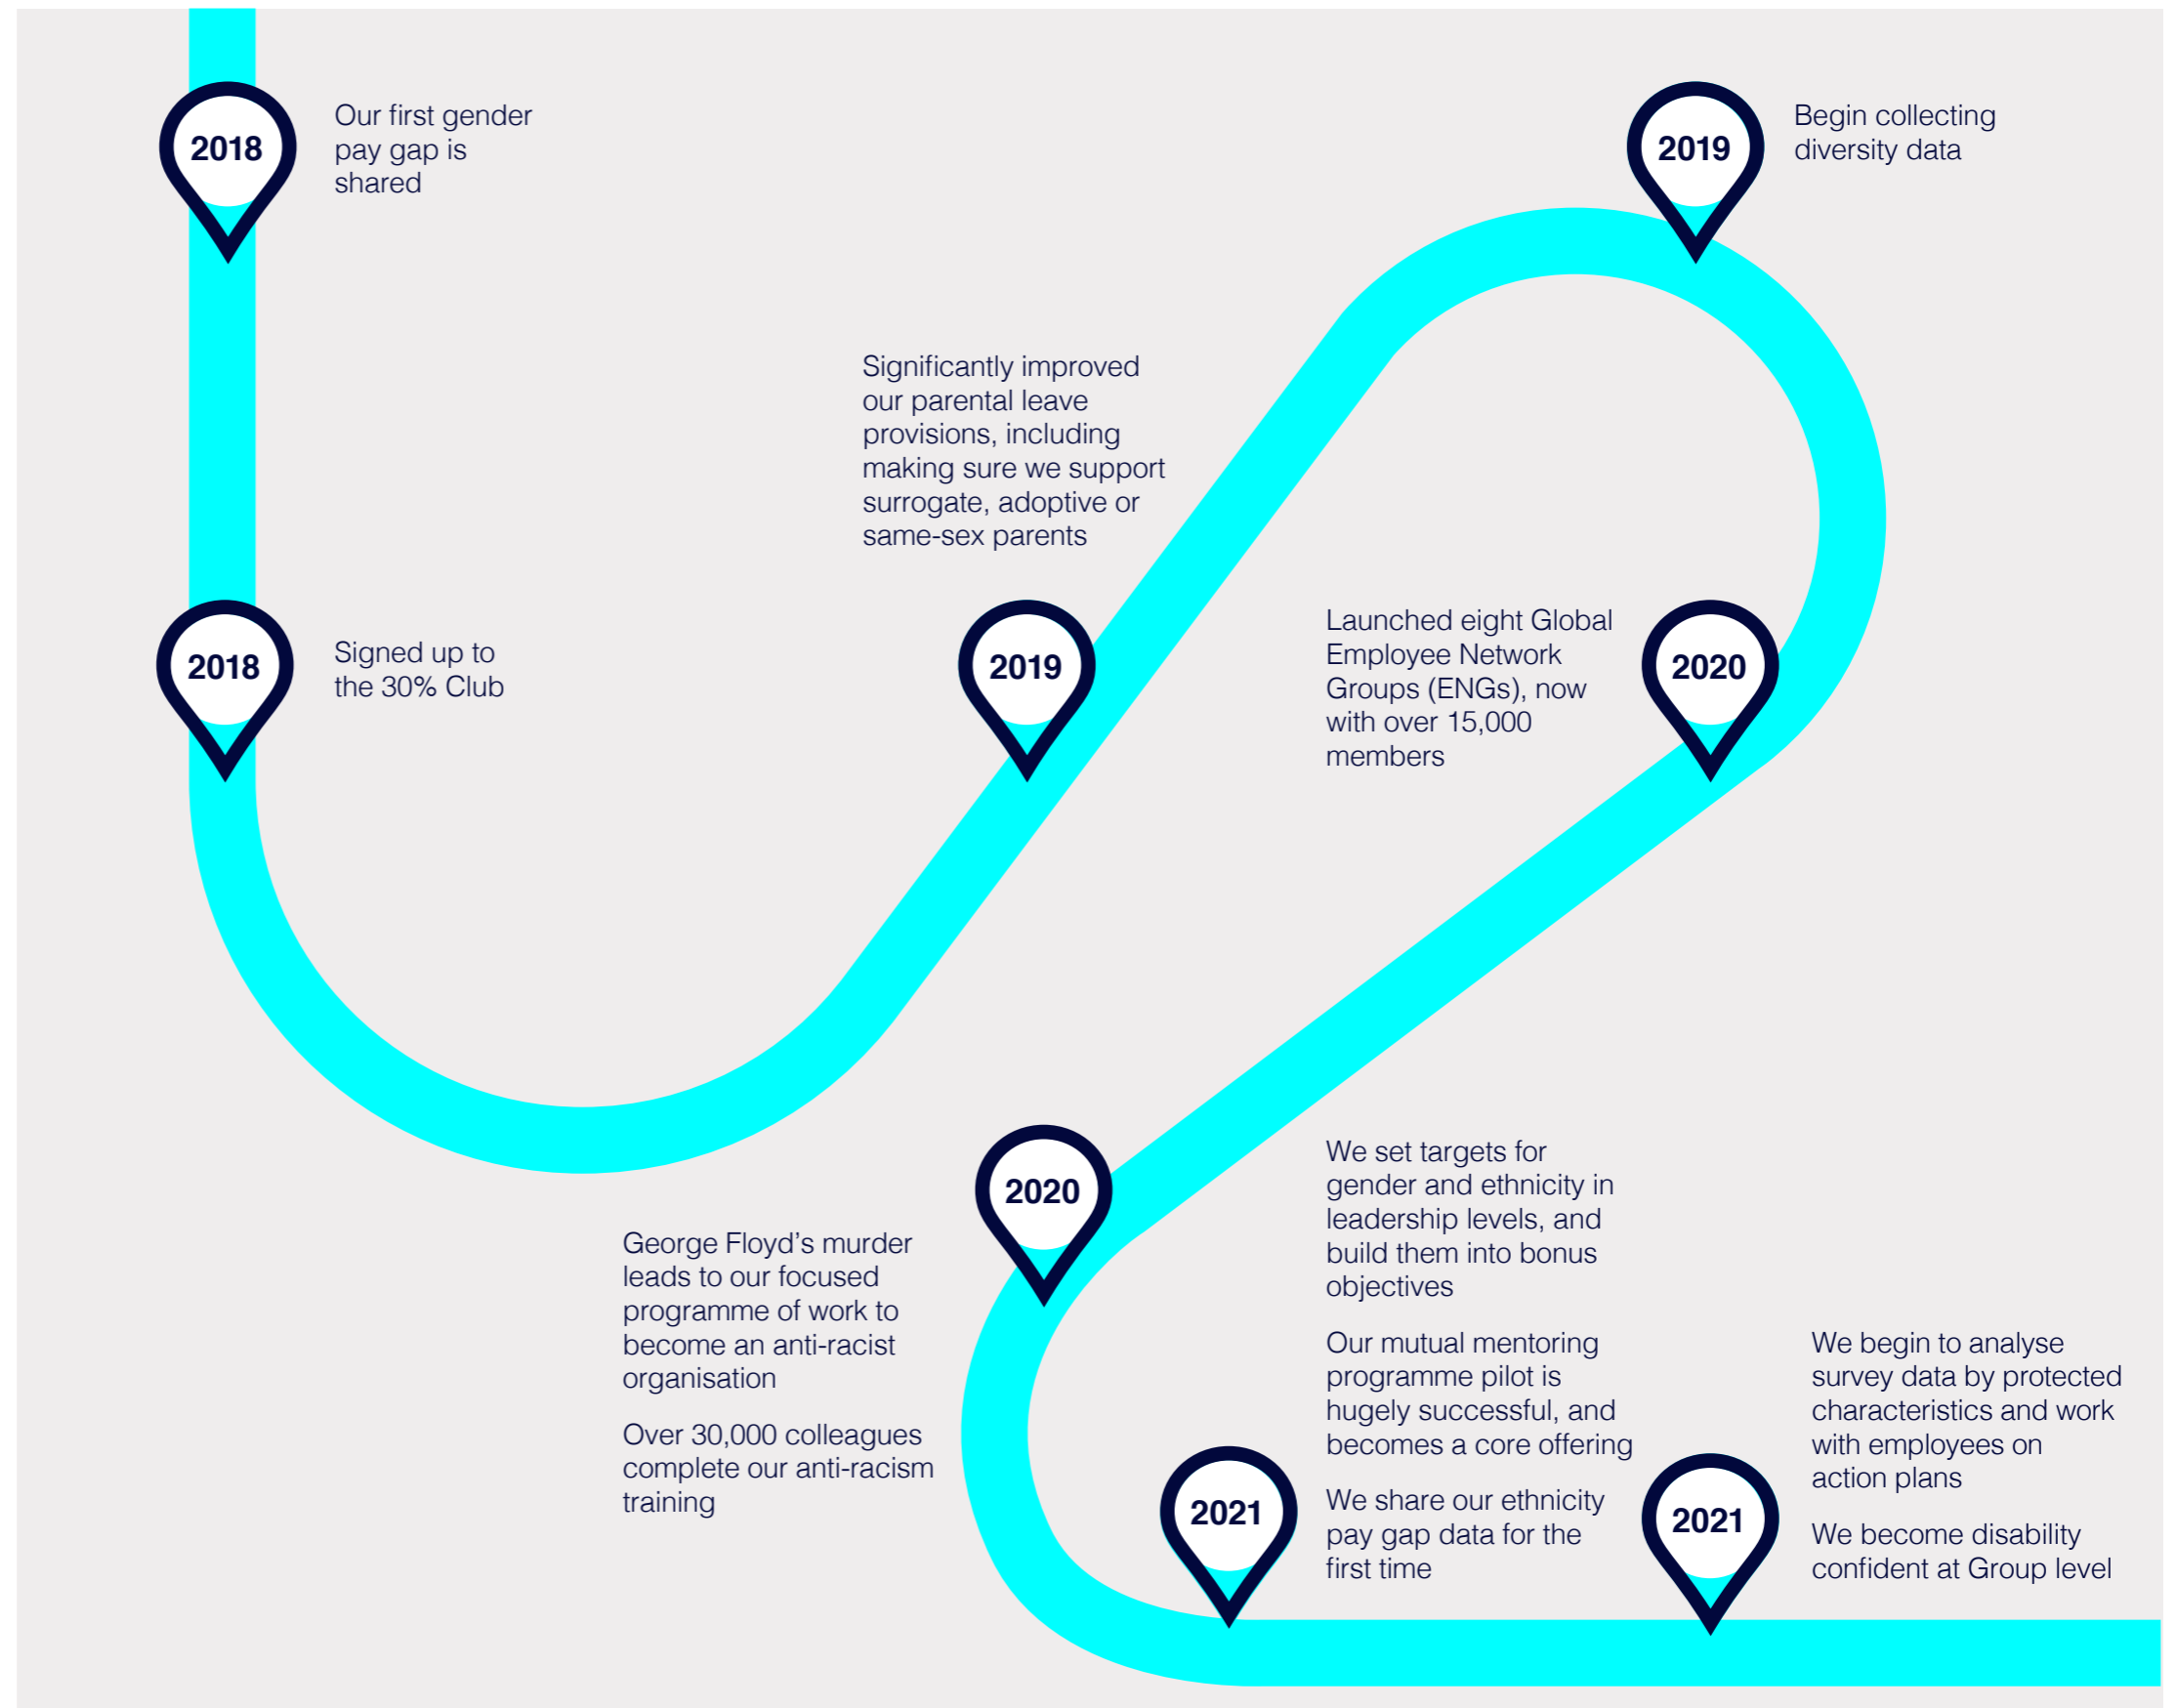 2018
Our first gender
pay gap is
shared
2018
Signed up to
the 30% Club
Significantly improved
our parental leave
provisions, including
making sure we support
surrogate, adoptive or
same-sex parents
2019
2019
Begin collecting
diversity data
Launched eight Global
Employee Network
Groups (ENGs), now
with over 15,000
members
2020
2020
George Floyd’s murder
leads to our focused
programme of work to
become an anti-racist
organisation
Over 30,000 colleagues
complete our anti-racism
training
2021
We set targets for
gender and ethnicity in
leadership levels, and
build them into bonus
objectives
Our mutual mentoring
programme pilot is
hugely successful, and
becomes a core offering
We share our ethnicity
pay gap data for the
first time
2021
We begin to analyse
survey data by protected
characteristics and work
with employees on
action plans
We become disability
confident at Group level